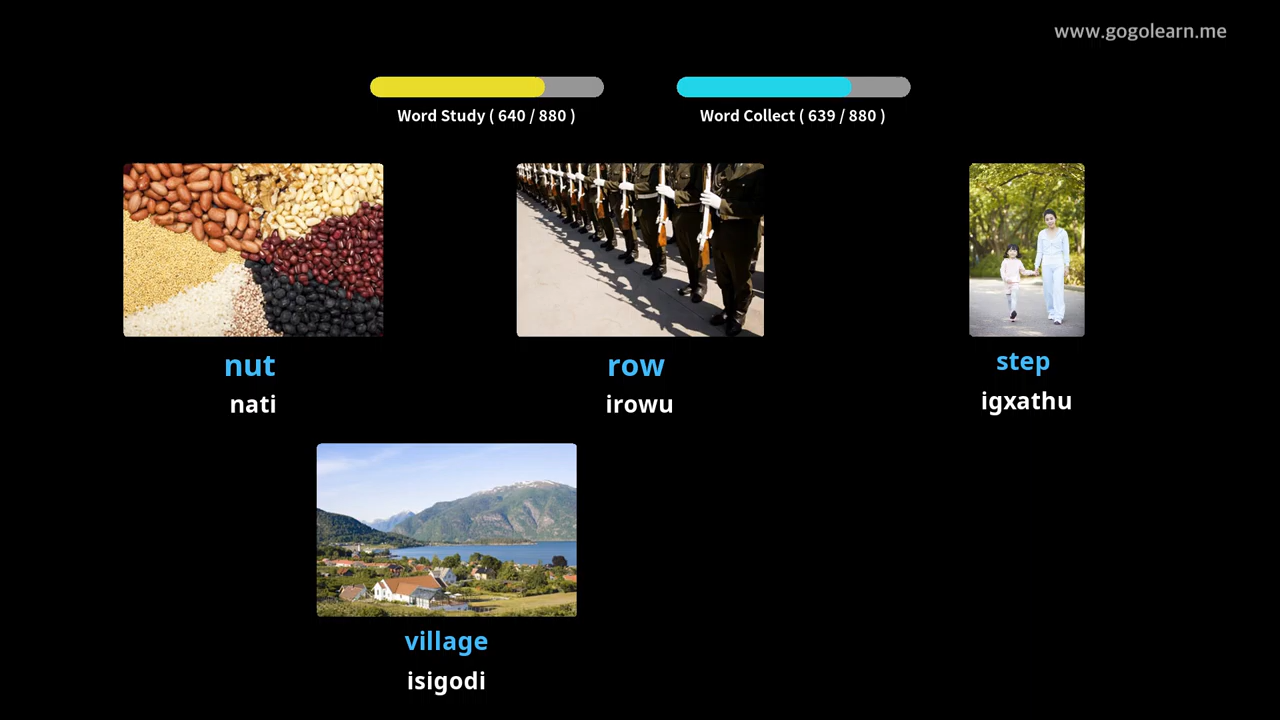 www.gogolearn.me
Word Study ( 640 / 880 )
Word Collect ( 639 / 880 )
nut
nati
row
irowu
step
igxathu
village
isigodi